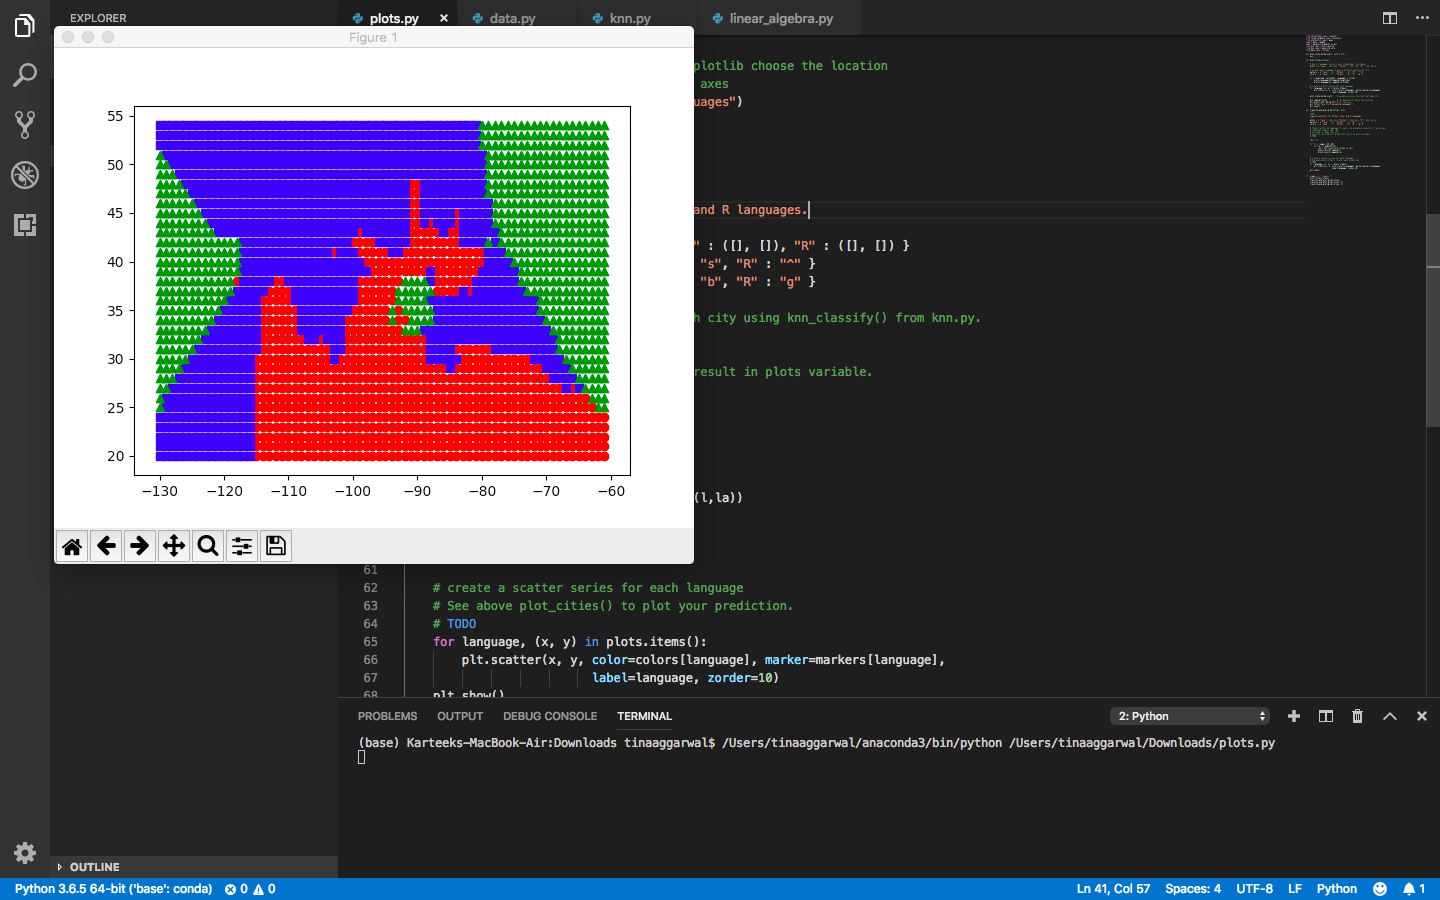 EXPLORER
plots.py
data.py
knn.py
linear_algebra.py
Figure 1
plotlib choose the location
axes
uages")
and R languages.
" : ([], []), "R" : ([], []) }
"s", "R" : "^" }
"b", "R" : "g" }
h city using knn_classify() from knn.py.
result in plots variable.
(l,la))
55
50
45
40
35
30
25
20
−130 −120 −110 −100 −90 −80 −70 −60
61
62 # create a scatter series for each language
63 # See above plot_cities() to plot your prediction.
64 # TODO
65 for language, (x, y) in plots.items():
66 plt.scatter(x, y, color=colors[language], marker=markers[language],
67 label=language, zorder=10)
68 plt.show()
PROBLEMS OUTPUT DEBUG CONSOLE TERMINAL 2: Python
(base) Karteeks-MacBook-Air:Downloads tinaaggarwal$ /Users/tinaaggarwal/anaconda3/bin/python /Users/tinaaggarwal/Downloads/plots.py
OUTLINE
Python 3.6.5 64-bit ('base': conda) 0 0 Ln 41, Col 57 Spaces: 4 UTF-8 LF Python 1